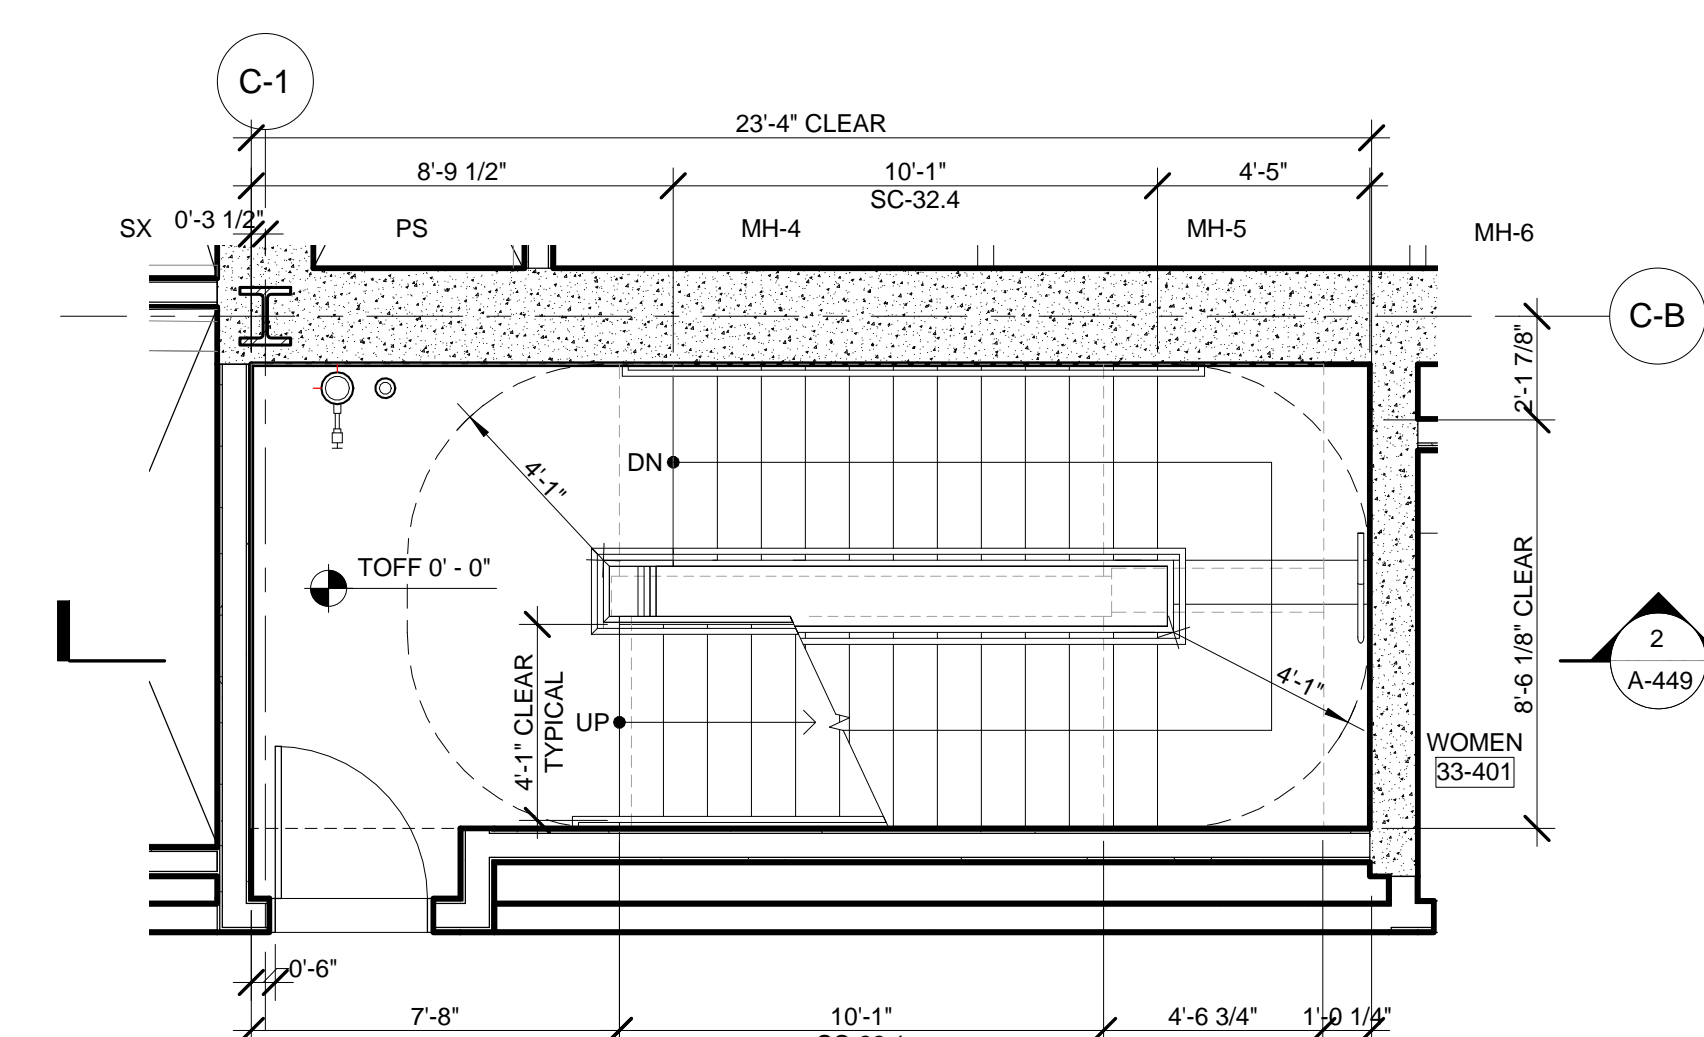 C-1
23'-4" CLEAR
8'-9 1/2"
10'-1"
4'-5"
SC-32.4
SX
0'-3 1/2"
PS
MH-4
MH-5
MH-6
C-B
2'-1 7/8"
DN
4'-1"
TOFF 0' - 0"
8'-6 1/8" CLEAR
2
A-449
4'-1"
4'-1" CLEAR
TYPICAL
UP
WOMEN
33-401
0'-6"
7'-8"
10'-1"
4'-6 3/4"
1'-0 1/4"